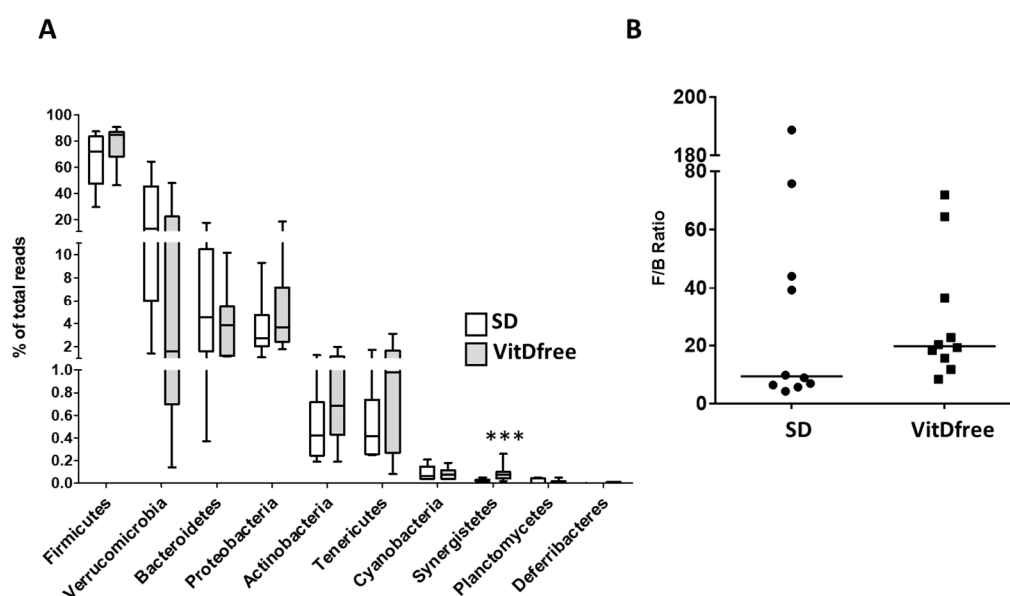 A
B
% of total reads
100
80
60
40
20
10
8
6
4
2
1.0
0.8
0.6
0.4
0.2
0.0
SD
VitDfree
***
Firmicutes
Verrucomicrobia
Bacteroidetes
Proteobacteria
Actinobacteria
Tenericutes
Cyanobacteria
Synergistetes
Planctomycetes
Deferribacteres
F/B Ratio
200
180
80
60
40
20
0
SD
VitDfree